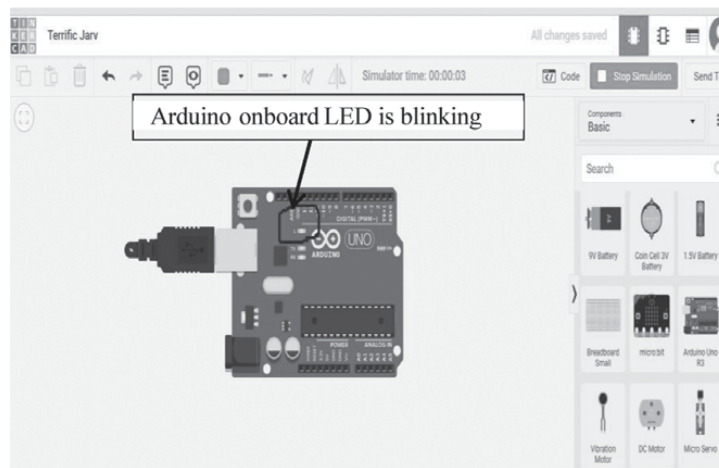 TIN
KER
CAD
Terrific Jarv
All changes saved
Simulator time: 00:00:03
Code
Stop Simulation
Send T
Arduino onboard LED is blinking
Components
Basic
Search
9V Battery
Coin Cell 3V
Battery
1.5V Battery
Breadboard
Small
micro:bit
Arduino Uno
R3
Vibration
Motor
DC Motor
Micro Servo
DIGITAL (PWM~)
L
TX
RX
UNO
ARDUINO
POWER
ANALOG IN